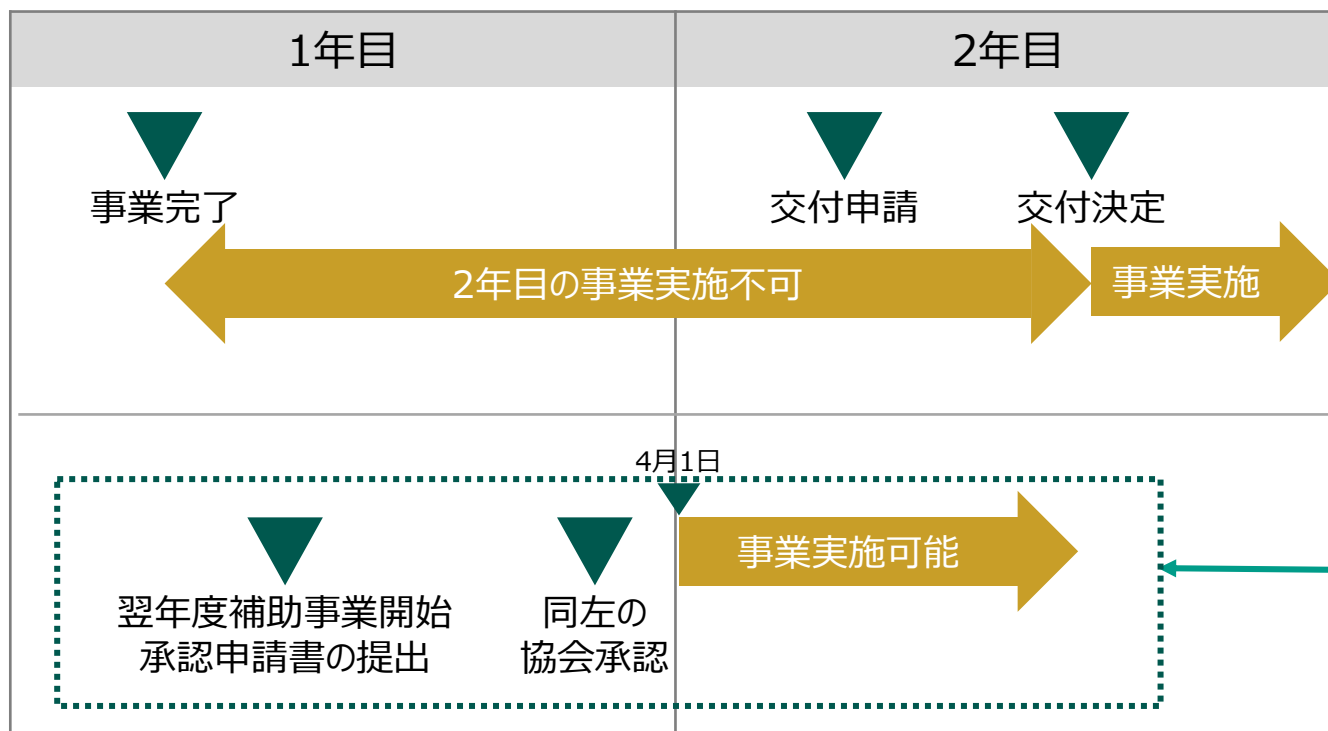 1年目
2年目
事業完了
交付申請
交付決定
2年目の事業実施不可
事業実施
4月1日
事業実施可能
翌年度補助事業開始
承認申請書の提出
同左の
協会承認